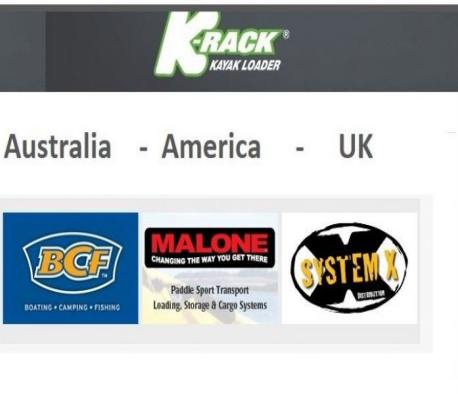 K-RACK®
KAYAK LOADER
Australia - America - UK
BCF™
BOATING • CAMPING • FISHING
MALONE
CHANGING THE WAY YOU GET THERE
Paddle Sport Transport
Loading, Storage & Cargo Systems
SYSTEM X
DISTRIBUTION